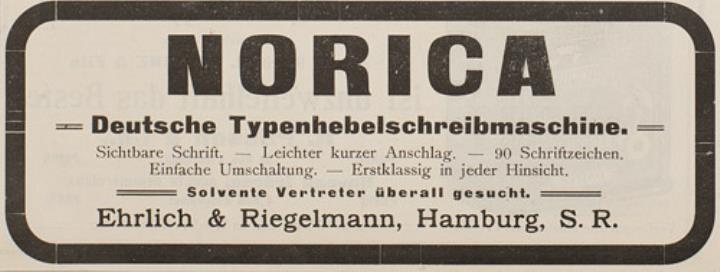 NORICA
Deutsche Typenhebelschreibmaschine.
Sichtbare Schrift. — Leichter kurzer Anschlag. — 90 Schriftzeichen.
Einfache Umschaltung. — Erstklassig in jeder Hinsicht.
Solvente Vertreter überall gesucht.
Ehrlich & Riegelmann, Hamburg, S. R.